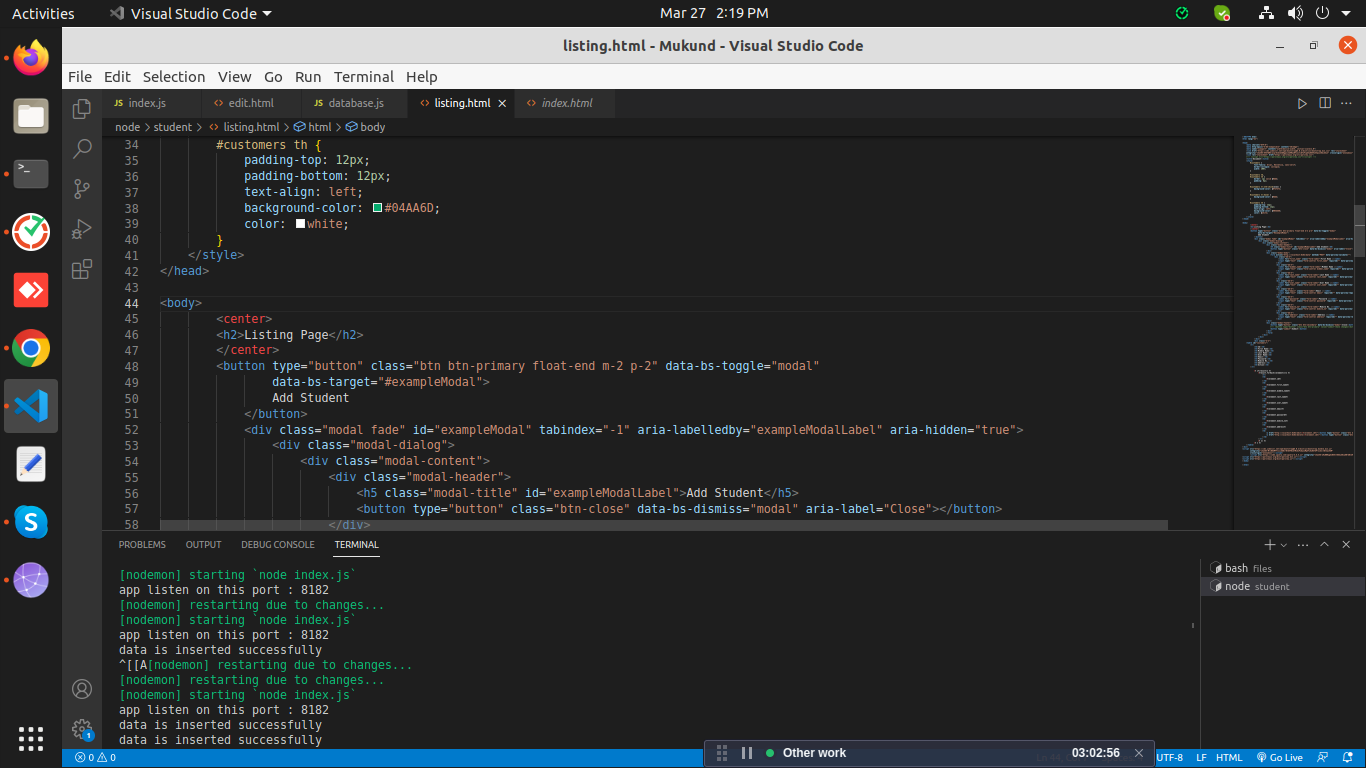 Activities
Visual Studio Code
Mar 27 2:19 PM
listing.html - Mukund - Visual Studio Code
File Edit Selection View Go Run Terminal Help
JS index.js
<> edit.html
JS database.js
<> listing.html
<> index.html
node > student > <> listing.html > html > body
34 #customers th {
35 padding-top: 12px;
36 padding-bottom: 12px;
37 text-align: left;
38 background-color: #04AA6D;
39 color: white;
40 }
41 </style>
42 </head>
43
44 <body>
45 <center>
46 <h2>Listing Page</h2>
47 </center>
48 <button type="button" class="btn btn-primary float-end m-2 p-2" data-bs-toggle="modal"
49 data-bs-target="#exampleModal">
50 Add Student
51 </button>
52 <div class="modal fade" id="exampleModal" tabindex="-1" aria-labelledby="exampleModalLabel" aria-hidden="true">
53 <div class="modal-dialog">
54 <div class="modal-content">
55 <div class="modal-header">
56 <h5 class="modal-title" id="exampleModalLabel">Add Student</h5>
57 <button type="button" class="btn-close" data-bs-dismiss="modal" aria-label="Close"></button>
58 </div>
PROBLEMS OUTPUT DEBUG CONSOLE TERMINAL
[nodemon] starting `node index.js`
app listen on this port : 8182
[nodemon] restarting due to changes...
[nodemon] starting `node index.js`
app listen on this port : 8182
data is inserted successfully
^[[A[nodemon] restarting due to changes...
[nodemon] restarting due to changes...
[nodemon] starting `node index.js`
app listen on this port : 8182
data is inserted successfully
data is inserted successfully
bash files
node student
0 0
Other work 03:02:56
UTF-8 LF HTML Go Live
1